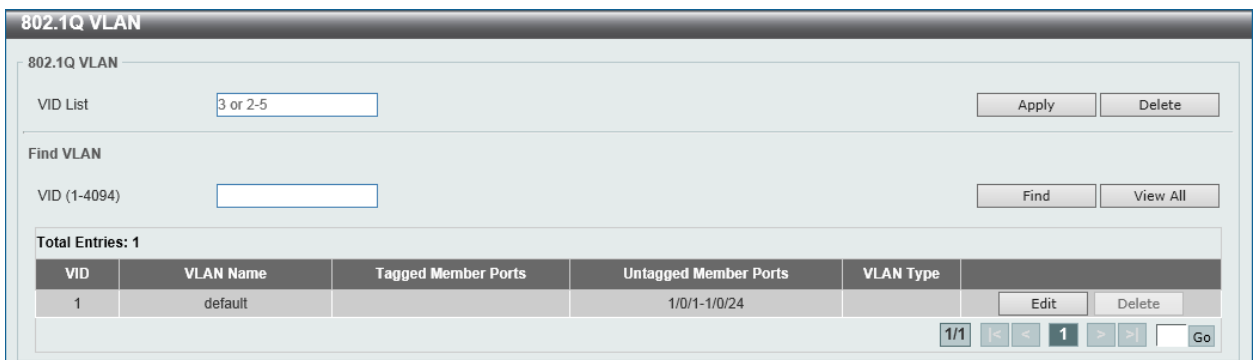 802.1Q VLAN
802.1Q VLAN
VID List 3 or 2-5 Apply Delete
Find VLAN
VID (1-4094) Find View All
Total Entries: 1
VID VLAN Name Tagged Member Ports Untagged Member Ports VLAN Type
1 default 1/0/1-1/0/24 Edit Delete
1/1 |< < 1 > >| Go